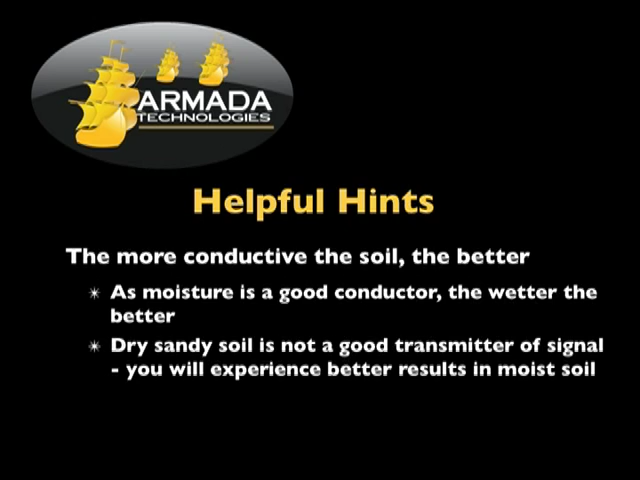 ARMADA
TECHNOLOGIES
Helpful Hints
The more conductive the soil, the better
As moisture is a good conductor, the wetter the
better
Dry sandy soil is not a good transmitter of signal
- you will experience better results in moist soil